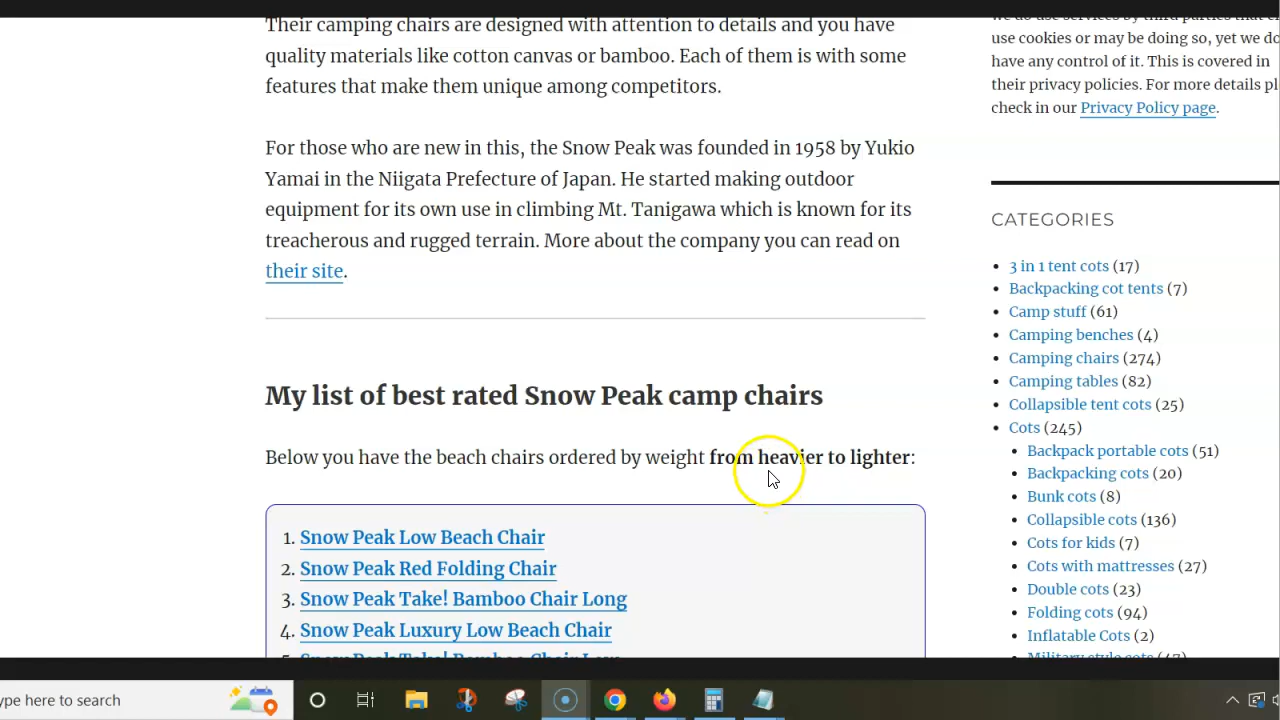 Their camping chairs are designed with attention to details and you have
quality materials like cotton canvas or bamboo. Each of them is with some
features that make them unique among competitors.
For those who are new in this, the Snow Peak was founded in 1958 by Yukio
Yamai in the Niigata Prefecture of Japan. He started making outdoor
equipment for its own use in climbing Mt. Tanigawa which is known for its
treacherous and rugged terrain. More about the company you can read on
their site.
My list of best rated Snow Peak camp chairs
Below you have the beach chairs ordered by weight from heavier to lighter:
1. Snow Peak Low Beach Chair
2. Snow Peak Red Folding Chair
3. Snow Peak Take! Bamboo Chair Long
4. Snow Peak Luxury Low Beach Chair
use cookies or may be doing so, yet we do
have any control of it. This is covered in
their privacy policies. For more details pl
check in our Privacy Policy page.
CATEGORIES
3 in 1 tent cots (17)
Backpacking cot tents (7)
Camp stuff (61)
Camping benches (4)
Camping chairs (274)
Camping tables (82)
Collapsible tent cots (25)
Cots (245)
Backpack portable cots (51)
Backpacking cots (20)
Bunk cots (8)
Collapsible cots (136)
Cots for kids (7)
Cots with mattresses (27)
Double cots (23)
Folding cots (94)
Inflatable Cots (2)
ype here to search